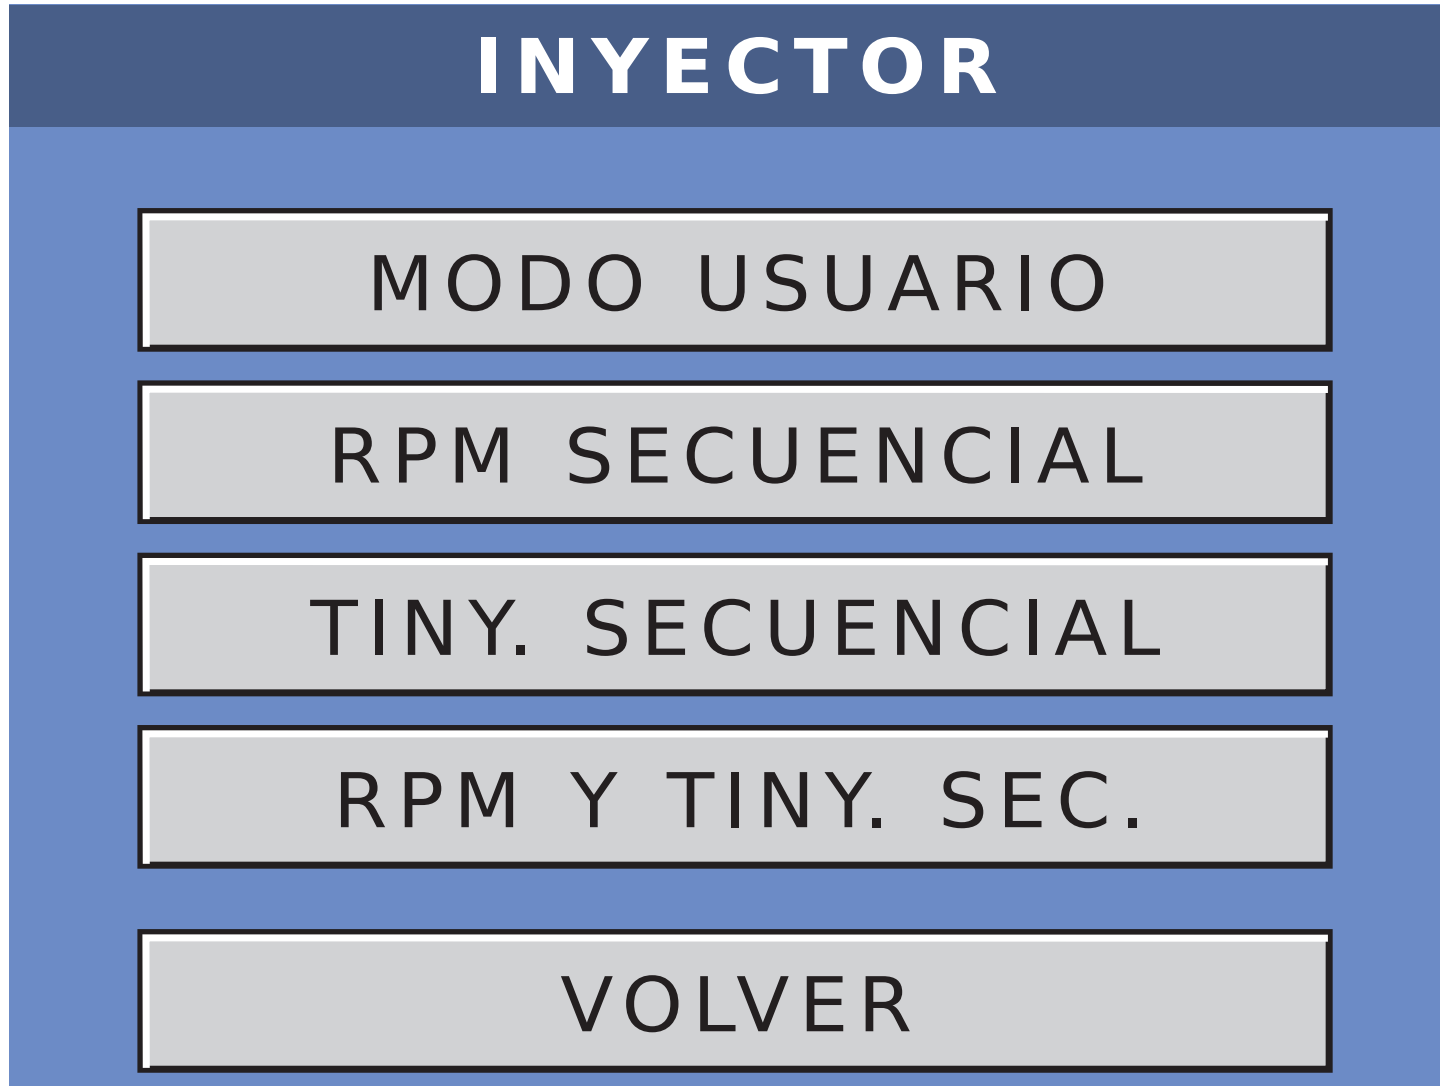 INYECTOR
MODO USUARIO
RPM SECUENCIAL
TINY. SECUENCIAL
RPM Y TINY. SEC.
VOLVER